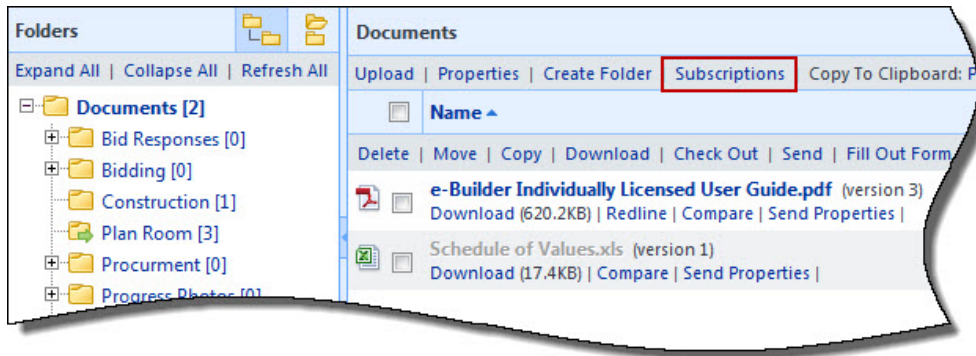 Folders
Expand All | Collapse All | Refresh All
Documents [2]
Bid Responses [0]
Bidding [0]
Construction [1]
Plan Room [3]
Procurment [0]
Progress Photos [0]
Documents
Upload | Properties | Create Folder | Subscriptions Copy To Clipboard:
Name
Delete | Move | Copy | Download | Check Out | Send | Fill Out Form
e-Builder Individually Licensed User Guide.pdf (version 3)
Download (620.2KB) | Redline | Compare | Send Properties |
Schedule of Values.xls (version 1)
Download (17.4KB) | Compare | Send Properties |